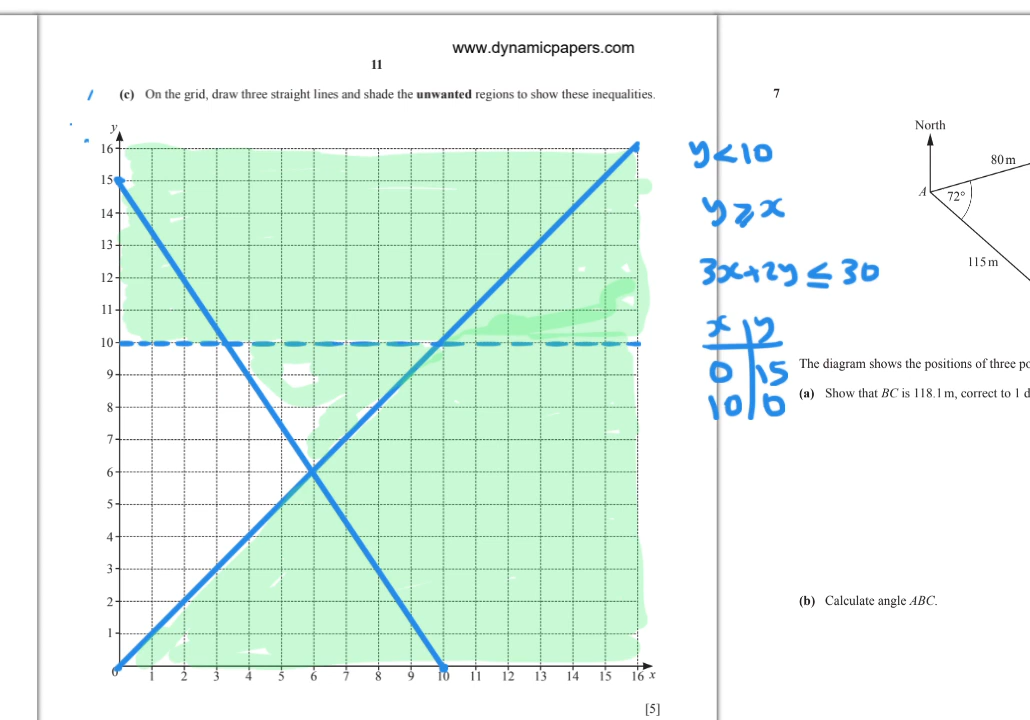 www.dynamicpapers.com
11
(c) On the grid, draw three straight lines and shade the unwanted regions to show these inequalities.
y
16
15
14
13
12
11
10
9
8
7
6
5
4
3
2
1
0
1 2 3 4 5 6 7 8 9 10 11 12 13 14 15 16 x
[5]
y<10
y⩾x
3x+2y≤30
x | y
0 | 15
10 | 0
7
North
80 m
A
72°
115 m
The diagram shows the positions of three
(a) Show that BC is 118.1 m, correct to 1
(b) Calculate angle ABC.